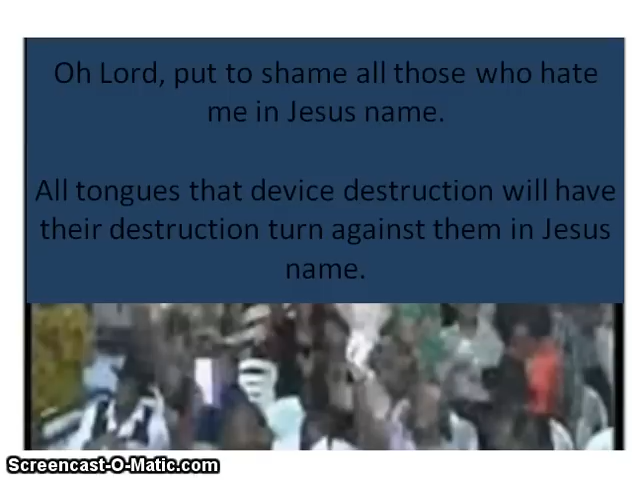 Oh Lord, put to shame all those who hate
me in Jesus name.
All tongues that device destruction will have
their destruction turn against them in Jesus
name.
Screencast-O-Matic.com